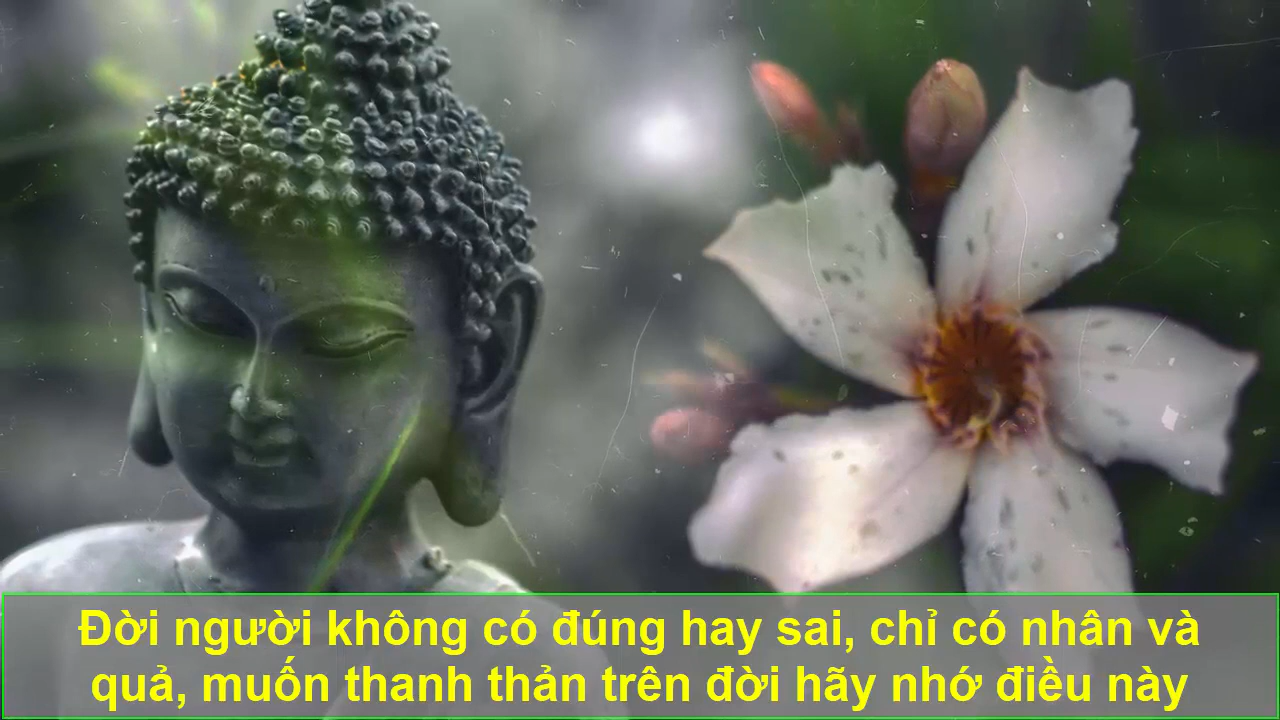 Đời người không có đúng hay sai, chỉ có nhân và
quả, muốn thanh thản trên đời hãy nhớ điều này